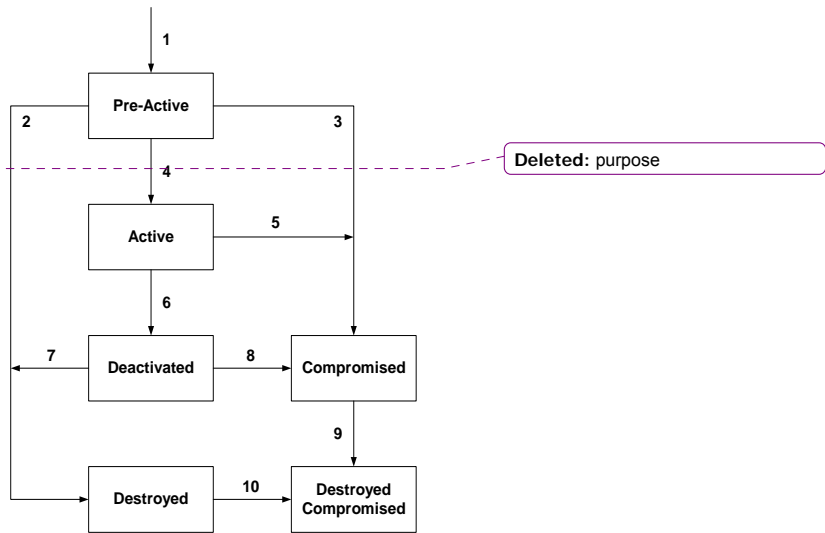 1
Pre-Active
2
3
Deleted: purpose
4
Active
5
6
7
Deactivated
8
Compromised
9
Destroyed
10
Destroyed
Compromised